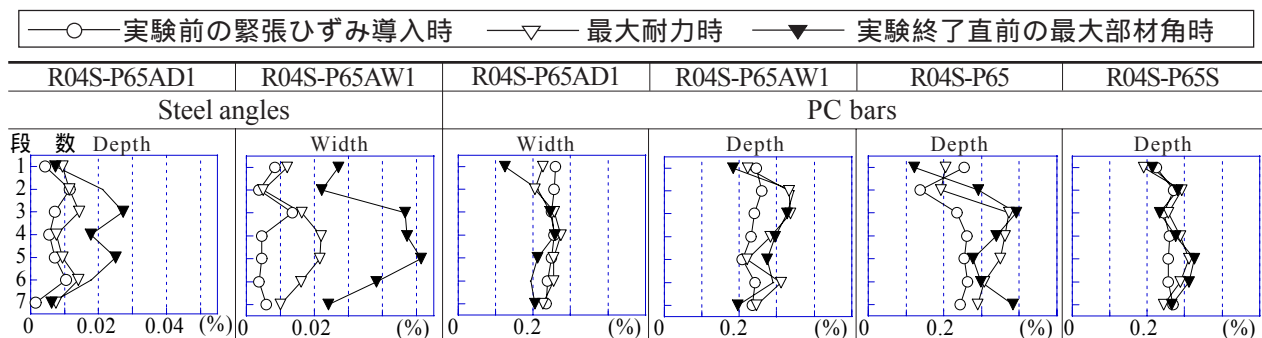 実験前の緊張ひずみ導入時 最大耐力時 実験終了直前の最大部材角時
R04S-P65AD1 R04S-P65AW1 R04S-P65AD1 R04S-P65AW1 R04S-P65 R04S-P65S
Steel angles PC bars
段 数 Depth Width Width Depth Depth Depth
1
2
3
4
5
6
7
0 0.02 0.04 (%) 0 0.02 (%) 0 0.2 (%) 0 0.2 (%) 0 0.2 (%) 0 0.2 (%)